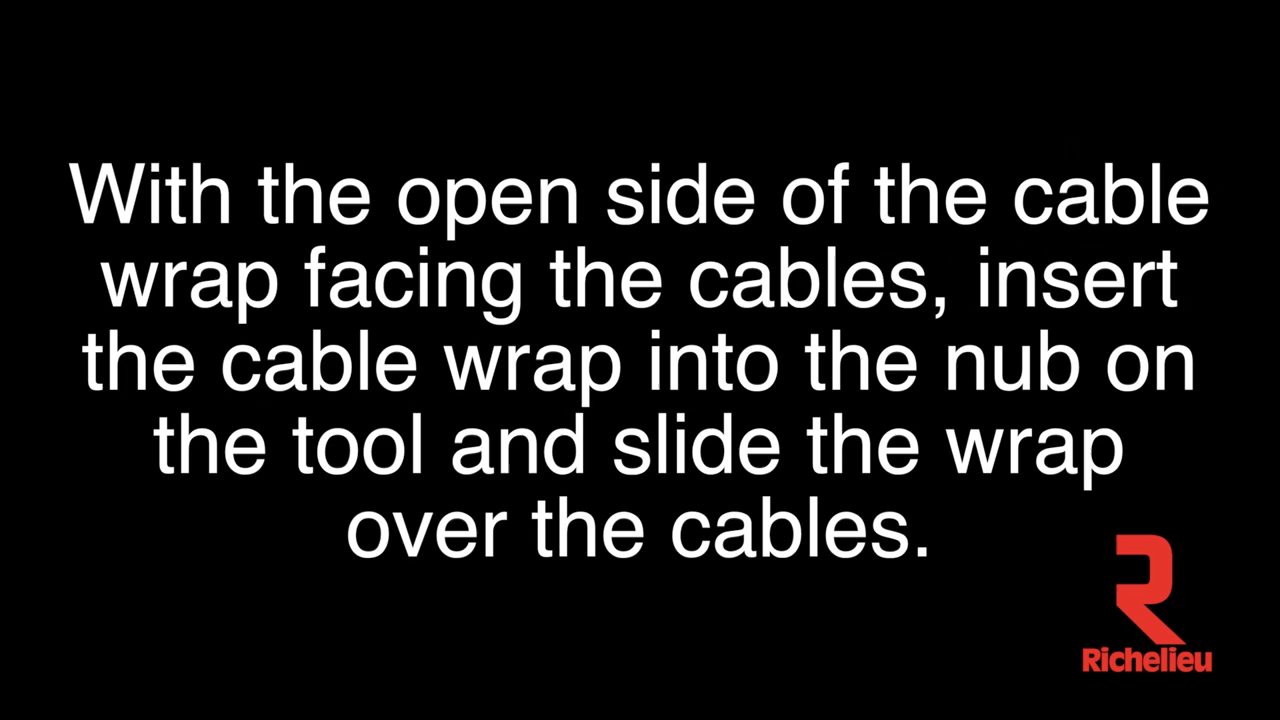 With the open side of the cable
wrap facing the cables, insert
the cable wrap into the nub on
the tool and slide the wrap
over the cables.
Richelieu